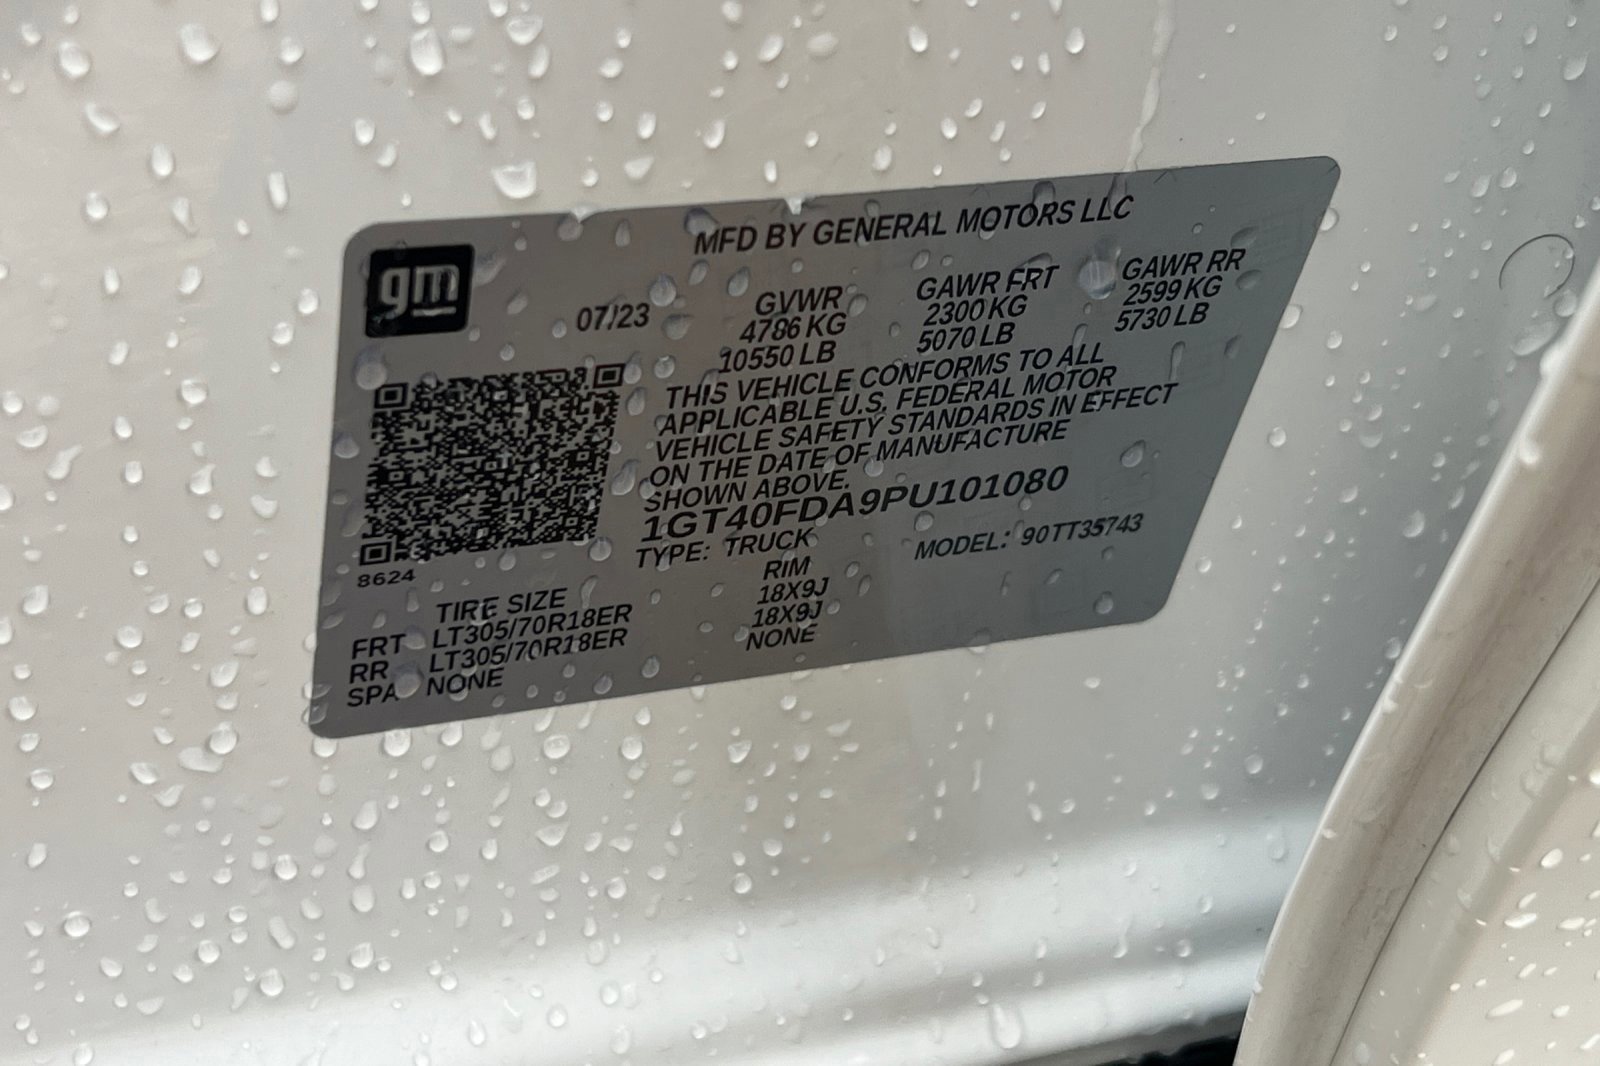 gm
MFD BY GENERAL MOTORS LLC
07/23
GVWR
4786 KG
10550 LB
GAWR FRT
2300 KG
5070 LB
GAWR RR
2599 KG
5730 LB
THIS VEHICLE CONFORMS TO ALL
APPLICABLE U.S. FEDERAL MOTOR
VEHICLE SAFETY STANDARDS IN EFFECT
ON THE DATE OF MANUFACTURE
SHOWN ABOVE.
1GT40FDA9PU101080
TYPE: TRUCK
MODEL: 90TT35743
8624
TIRE SIZE RIM
FRT LT305/70R18ER 18X9J
RR LT305/70R18ER 18X9J
SPA NONE NONE